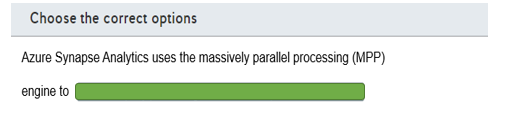 Choose the correct options
Azure Synapse Analytics uses the massively parallel processing (MPP)
engine to